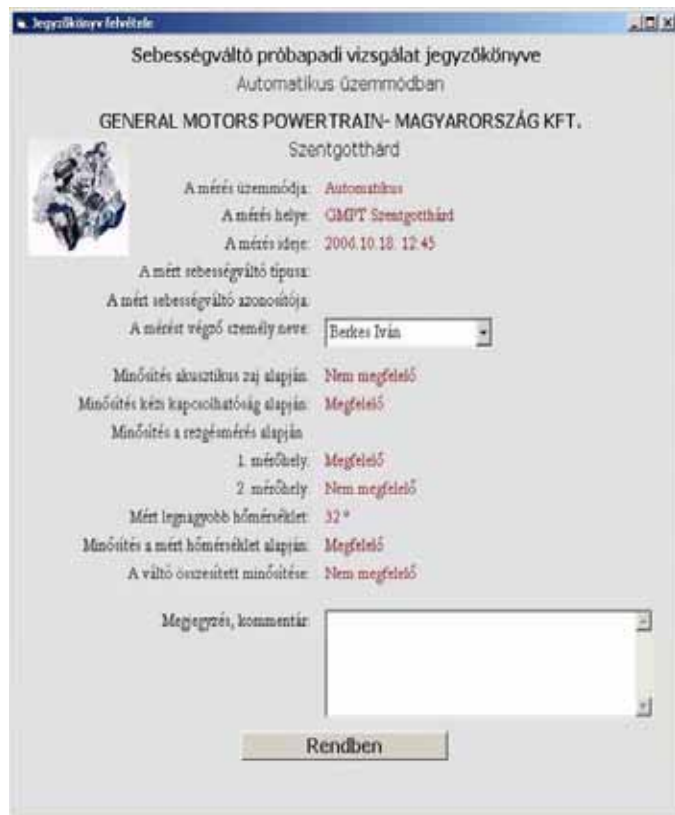 Jegyzőkönyv felvétele
Sebességváltó próbapadi vizsgálat jegyzőkönyve
Automatikus üzemmódban
GENERAL MOTORS POWERTRAIN- MAGYARORSZÁG KFT.
Szentgotthárd
A mérés üzemmódja: Automatikus
A mérés helye: GMPT Szentgotthárd
A mérés ideje: 2006.10.18. 12:45
A mért sebességváltó típusa:
A mért sebességváltó azonosítója:
A mérést végző személy neve: Berkes Iván
Minősítés akusztikus zaj alapján: Nem megfelelő
Minősítés kézi kapcsolhatóság alapján: Megfelelő
Minősítés a rezgésmérés alapján
1. mérőhely: Megfelelő
2. mérőhely: Nem megfelelő
Mért legnagyobb hőmérséklet: 32 °
Minősítés a mért hőmérséklet alapján: Megfelelő
A váltó összesített minősítése: Nem megfelelő
Megjegyzés, kommentár:
Rendben